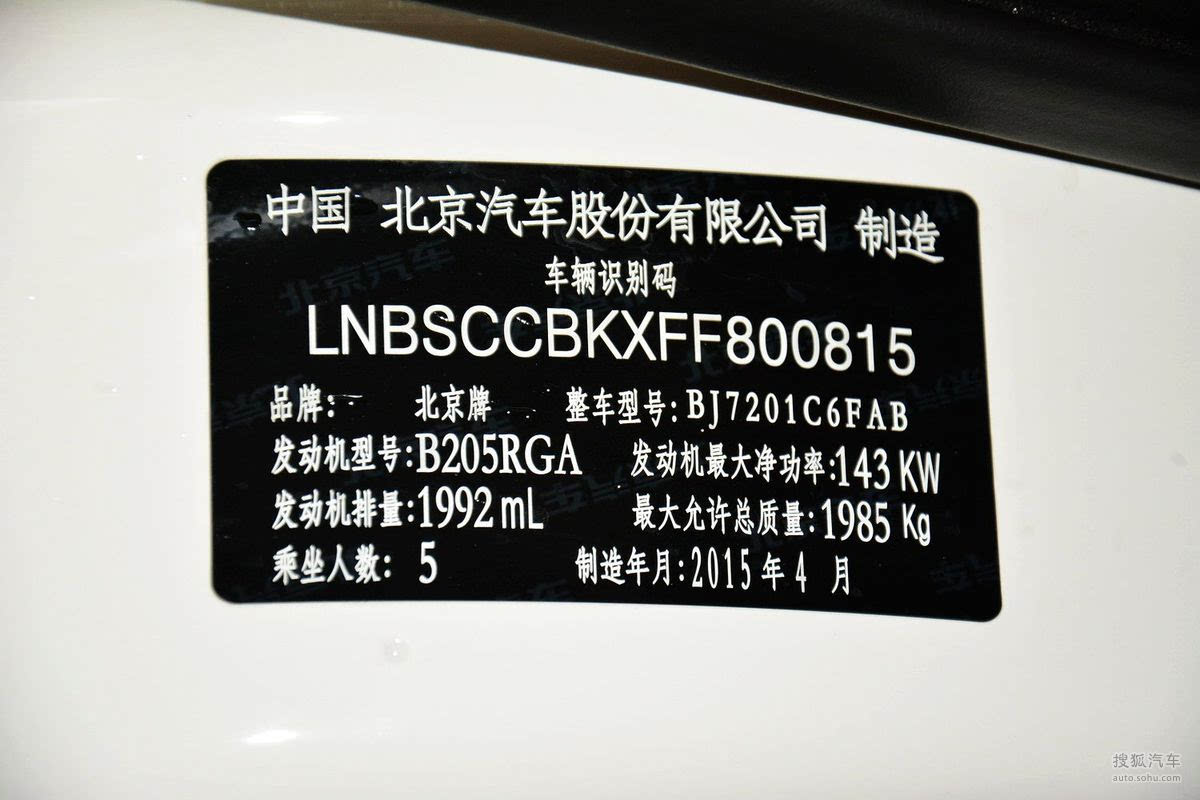 中国 北京汽车股份有限公司 制造
车辆识别码
LNBSCCBKXFF800815
品牌: 北京牌 整车型号: BJ7201C6FAB
发动机型号: B205RGA 发动机最大净功率: 143 KW
发动机排量: 1992 mL 最大允许总质量: 1985 Kg
乘坐人数: 5 制造年月: 2015 年 4 月
搜狐汽车
auto.sohu.com